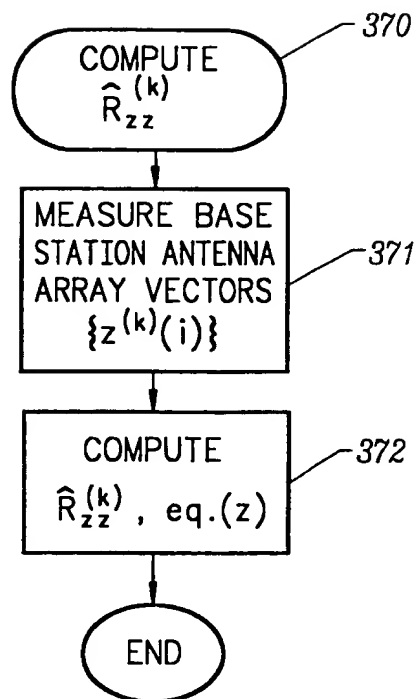 COMPUTE
R̂zz^(k)
370
MEASURE BASE
STATION ANTENNA
ARRAY VECTORS
{z^(k)(i)}
371
COMPUTE
R̂zz^(k), eq.(z)
372
END